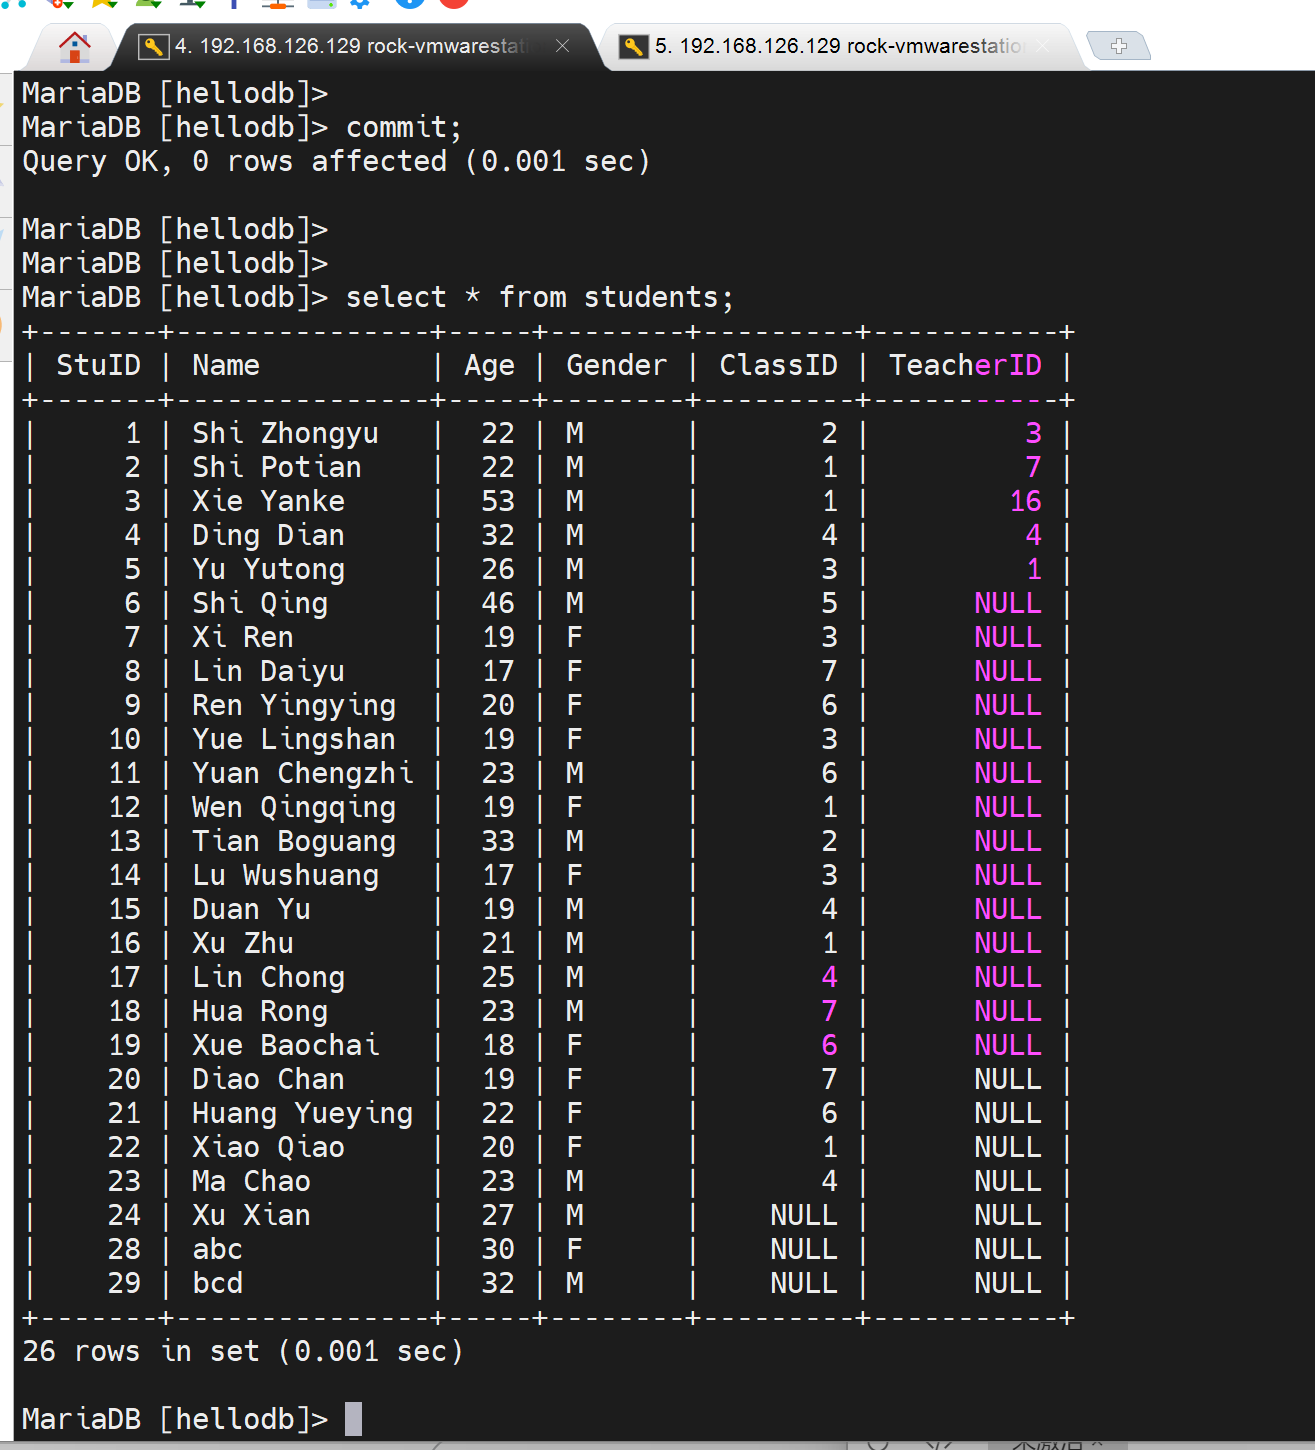 4. 192.168.126.129 rock-vmwarestati
5. 192.168.126.129 rock-vmwarestatio
MariaDB [hellodb]>
MariaDB [hellodb]> commit;
Query OK, 0 rows affected (0.001 sec)
MariaDB [hellodb]>
MariaDB [hellodb]>
MariaDB [hellodb]> select * from students;
+-------+---------------+-----+--------+---------+-----------+
| StuID | Name          | Age | Gender | ClassID | TeacherID |
+-------+---------------+-----+--------+---------+-----------+
|     1 | Shi Zhongyu   |  22 | M      |       2 |         3 |
|     2 | Shi Potian    |  22 | M      |       1 |         7 |
|     3 | Xie Yanke     |  53 | M      |       1 |        16 |
|     4 | Ding Dian     |  32 | M      |       4 |         4 |
|     5 | Yu Yutong     |  26 | M      |       3 |         1 |
|     6 | Shi Qing      |  46 | M      |       5 |      NULL |
|     7 | Xi Ren        |  19 | F      |       3 |      NULL |
|     8 | Lin Daiyu     |  17 | F      |       7 |      NULL |
|     9 | Ren Yingying  |  20 | F      |       6 |      NULL |
|    10 | Yue Lingshan  |  19 | F      |       3 |      NULL |
|    11 | Yuan Chengzhi |  23 | M      |       6 |      NULL |
|    12 | Wen Qingqing  |  19 | F      |       1 |      NULL |
|    13 | Tian Boguang  |  33 | M      |       2 |      NULL |
|    14 | Lu Wushuang   |  17 | F      |       3 |      NULL |
|    15 | Duan Yu       |  19 | M      |       4 |      NULL |
|    16 | Xu Zhu        |  21 | M      |       1 |      NULL |
|    17 | Lin Chong     |  25 | M      |       4 |      NULL |
|    18 | Hua Rong      |  23 | M      |       7 |      NULL |
|    19 | Xue Baochai   |  18 | F      |       6 |      NULL |
|    20 | Diao Chan     |  19 | F      |       7 |      NULL |
|    21 | Huang Yueying |  22 | F      |       6 |      NULL |
|    22 | Xiao Qiao     |  20 | F      |       1 |      NULL |
|    23 | Ma Chao       |  23 | M      |       4 |      NULL |
|    24 | Xu Xian       |  27 | M      |    NULL |      NULL |
|    28 | abc           |  30 | F      |    NULL |      NULL |
|    29 | bcd           |  32 | M      |    NULL |      NULL |
+-------+---------------+-----+--------+---------+-----------+
26 rows in set (0.001 sec)
MariaDB [hellodb]>